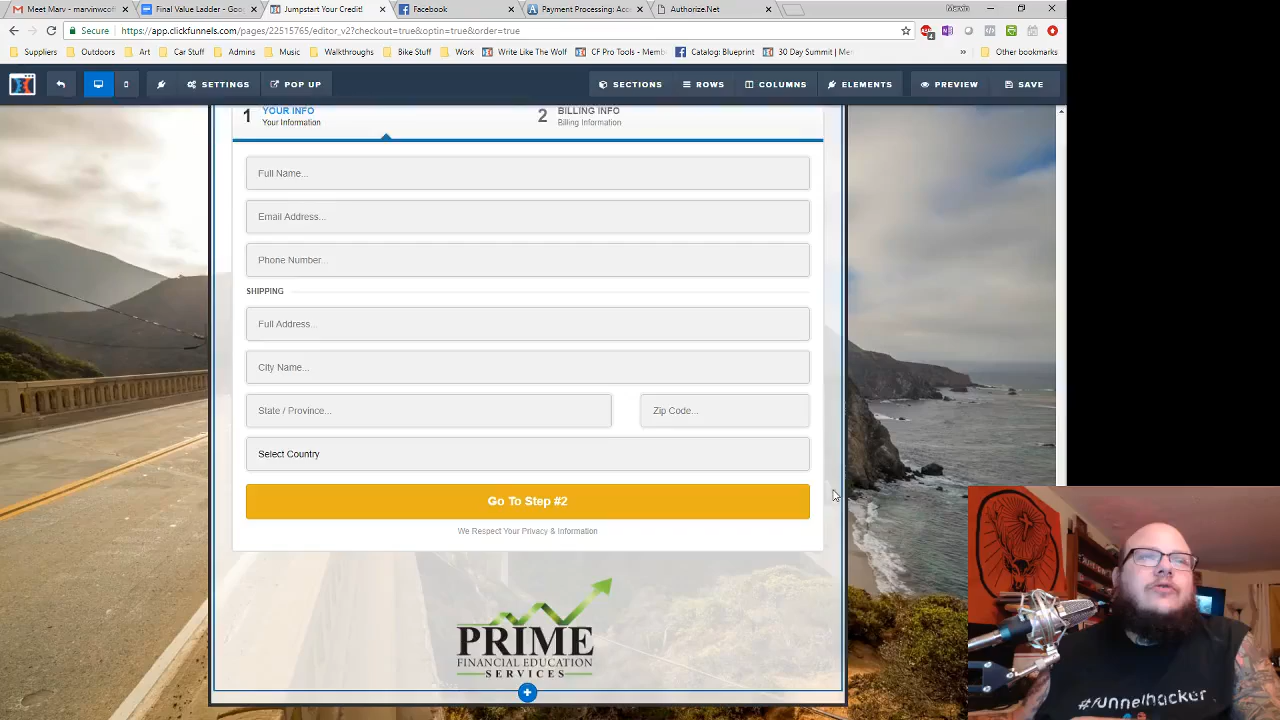 Meet Marv - marvinwcoff
Final Value Ladder - Goo
Jumpstart Your Credit!
Facebook
Payment Processing: Acc
Authorize.Net
Marvin
Secure
https://app.clickfunnels.com/pages/22515765
r_v2checkout=true&optin=true&order=true
Suppliers
Outdoors
Art
Car Stuff
Admins
Music
Walkthroughs
Bike Stuff
Work
Write Like The Wolf
CF Pro Tools - Memb
Catalog: Blueprint
30 Day Summit | Mem
»
Other bookmarks
SETTINGS
POP UP
SECTIONS
ROWS
COLUMNS
ELEMENTS
PREVIEW
SAVE
1 YOUR INFO
Your Information
2 BILLING INFO
Billing Information
Full Name...
Email Address...
Phone Number...
SHIPPING
Full Address...
City Name...
State / Province...
Zip Code...
Select Country
Go To Step #2
We Respect Your Privacy & Information
PRIME
FINANCIAL EDUCATION
SERVICES
#funnelhacker